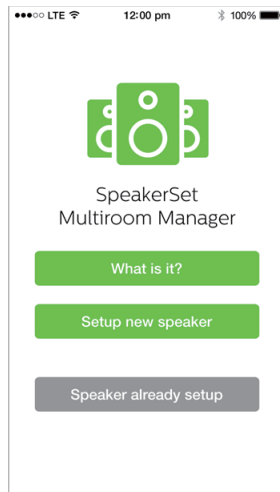 LTE 12:00 pm 100%
SpeakerSet
Multiroom Manager
What is it?
Setup new speaker
Speaker already setup